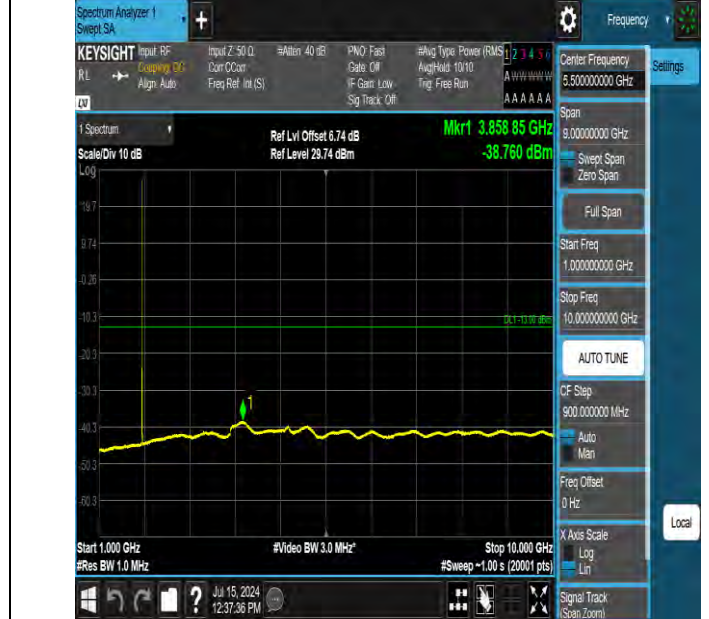 Spectrum Analyzer 1
Swept SA
+
Frequency
KEYSIGHT
RL
Input: RF
Coupling: DC
Align: Auto
Input Z: 50 Ω
Corr CCorr
Freq Ref: Int (S)
#Atten: 40 dB
PNO: Fast
Gate: Off
IF Gain: Low
Sig Track: Off
#Avg Type: Power (RMS
Avg|Hold: 10/10
Trig: Free Run
1 2 3 4 5 6
A W W W W W
A A A A A A
1 Spectrum
Scale/Div 10 dB
Log
Ref Lvl Offset 6.74 dB
Ref Level 29.74 dBm
Mkr1 3.858 85 GHz
-38.760 dBm
19.7
9.74
-0.26
-10.3
-20.3
-30.3
-40.3
-50.3
-60.3
DL1 -13.00 dBm
1
Start 1.000 GHz
#Res BW 1.0 MHz
#Video BW 3.0 MHz*
Stop 10.000 GHz
#Sweep ~1.00 s (20001 pts)
Jul 15, 2024
12:37:36 PM
Center Frequency
5.50000000 GHz
Settings
Span
9.00000000 GHz
Swept Span
Zero Span
Full Span
Start Freq
1.000000000 GHz
Stop Freq
10.000000000 GHz
AUTO TUNE
CF Step
900.000000 MHz
Auto
Man
Freq Offset
0 Hz
X Axis Scale
Log
Lin
Signal Track
(Span Zoom)
Local